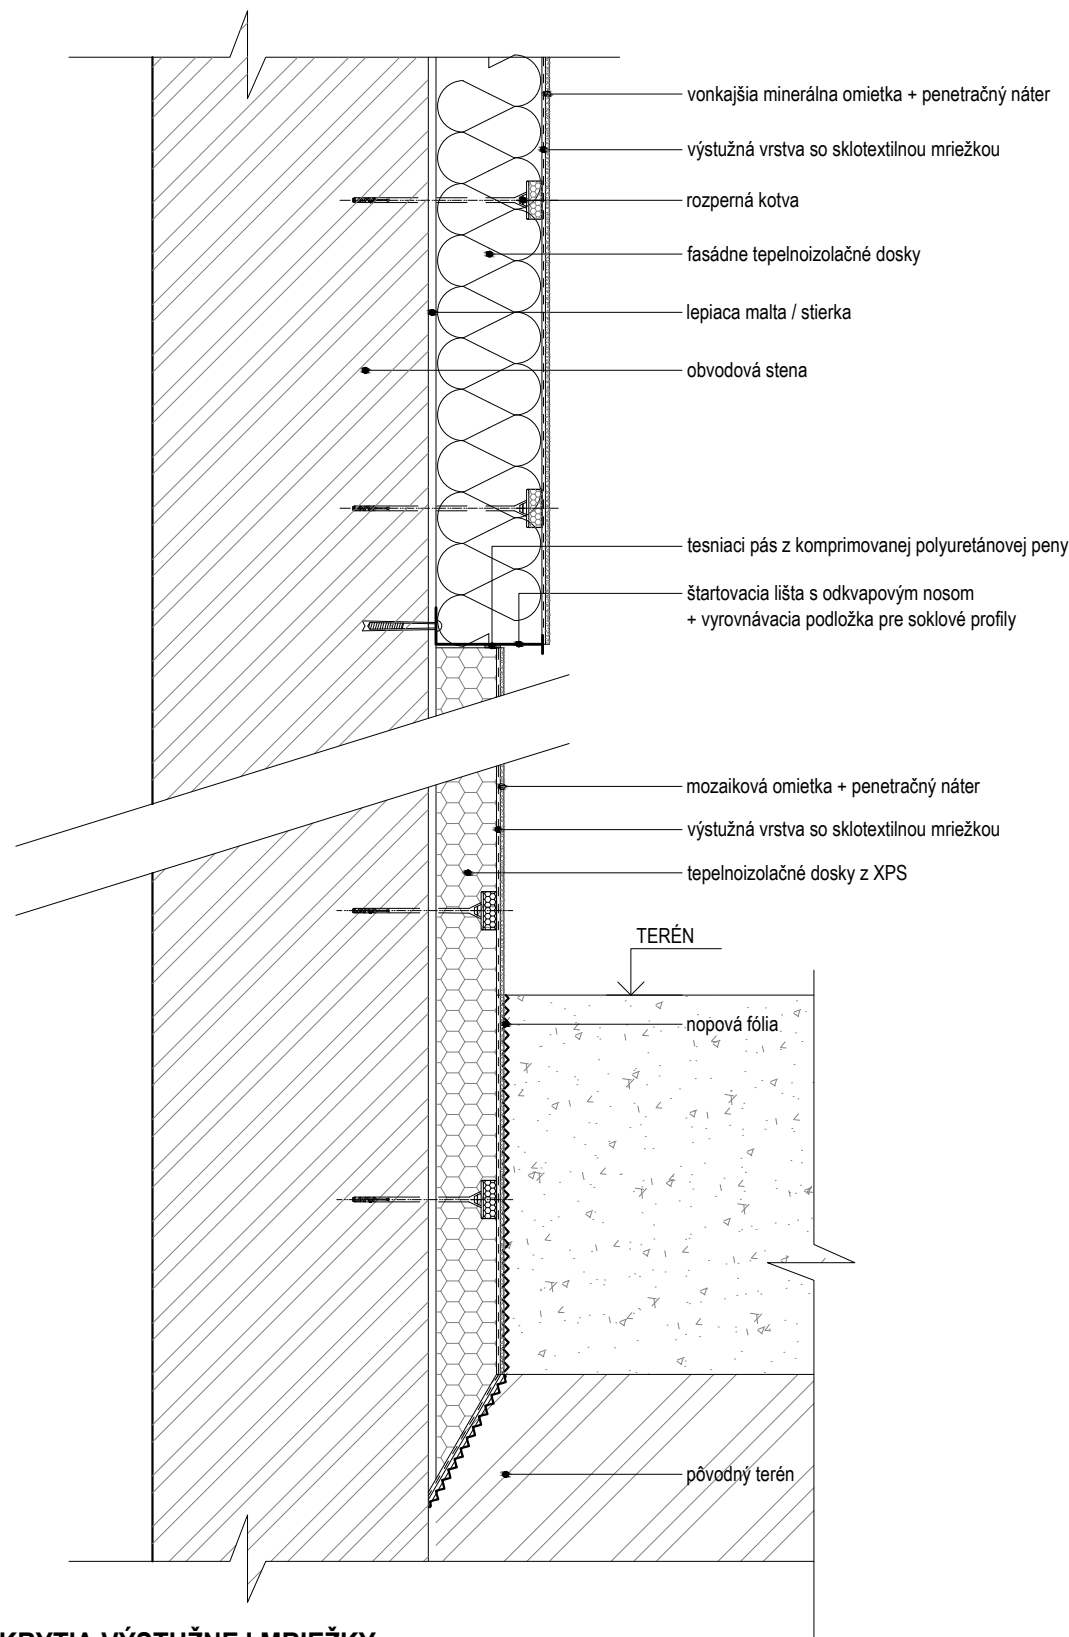 vonkajšia minerálna omietka + penetračný náter
výstužná vrstva so sklotextilnou mriežkou
rozperná kotva
fasádne tepelnoizolačné dosky
lepiaca malta / stierka
obvodová stena
tesniaci pás z komprimovanej polyuretánovej peny
štartovacia lišta s odkvapovým nosom
+ vyrovnávacia podložka pre soklové profily
mozaiková omietka + penetračný náter
výstužná vrstva so sklotextilnou mriežkou
tepelnoizolačné dosky z XPS
TERÉN
nopová fólia
pôvodný terén